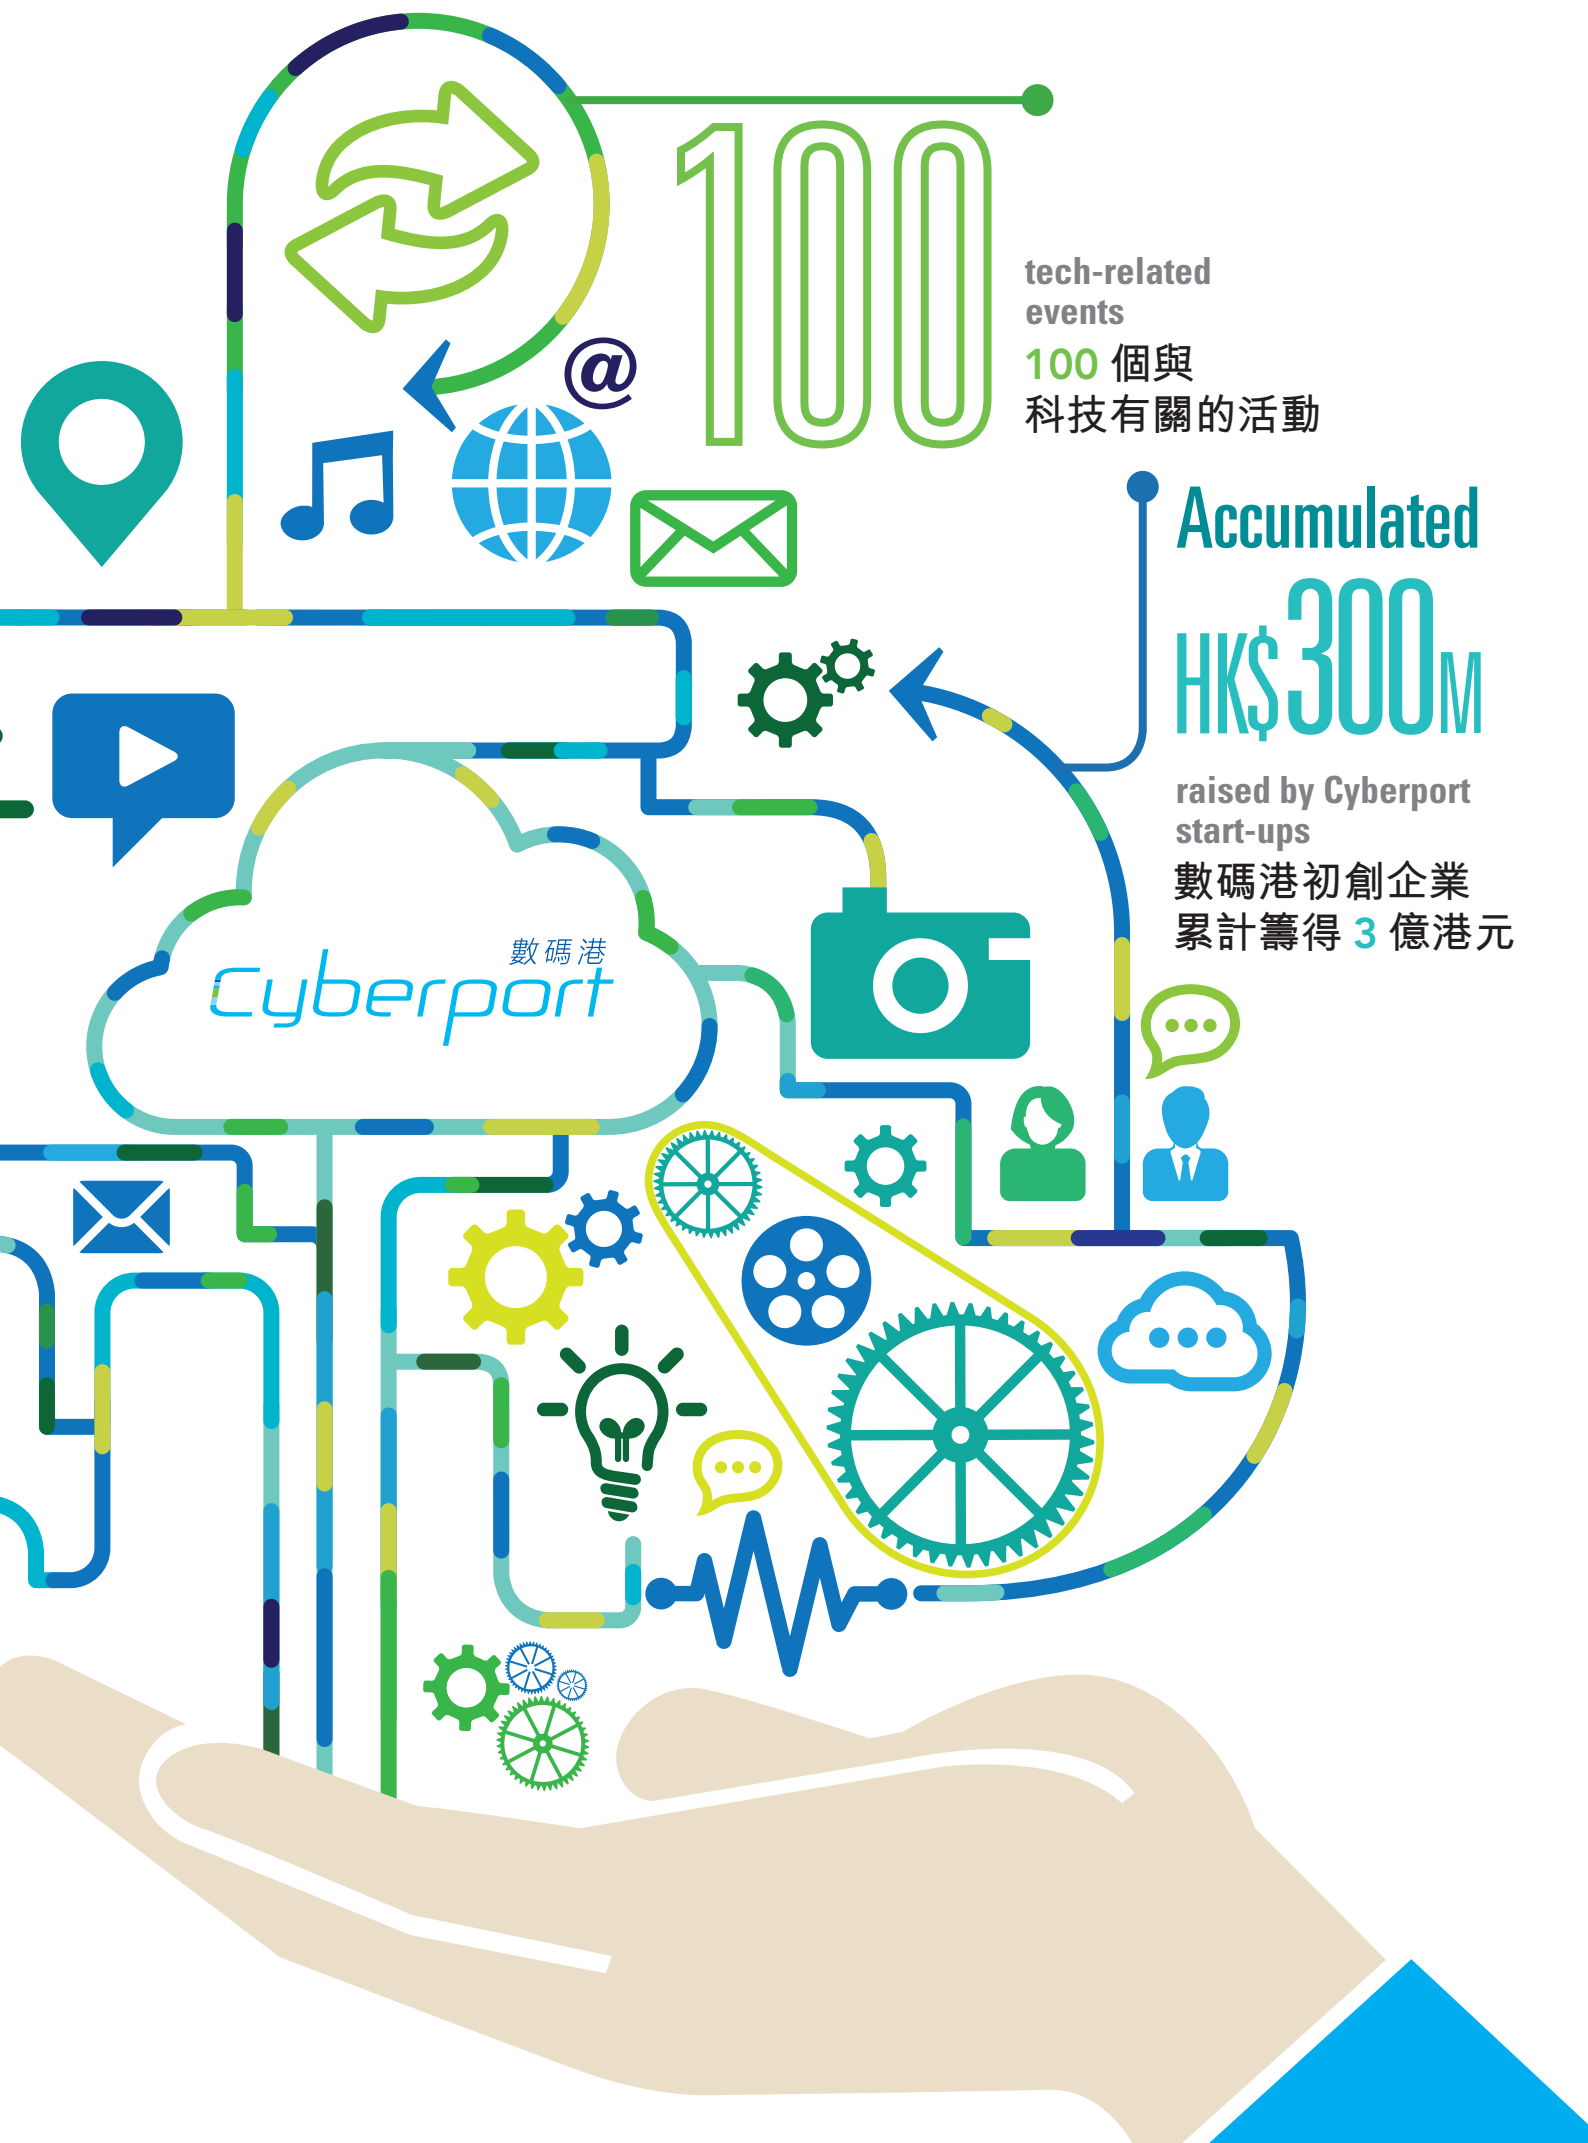 100
tech-related
events
100 個與
科技有關的活動
@
Accumulated
HK$300M
raised by Cyberport
start-ups
數碼港初創企業
累計籌得 3 億港元
數碼港
Cyberport